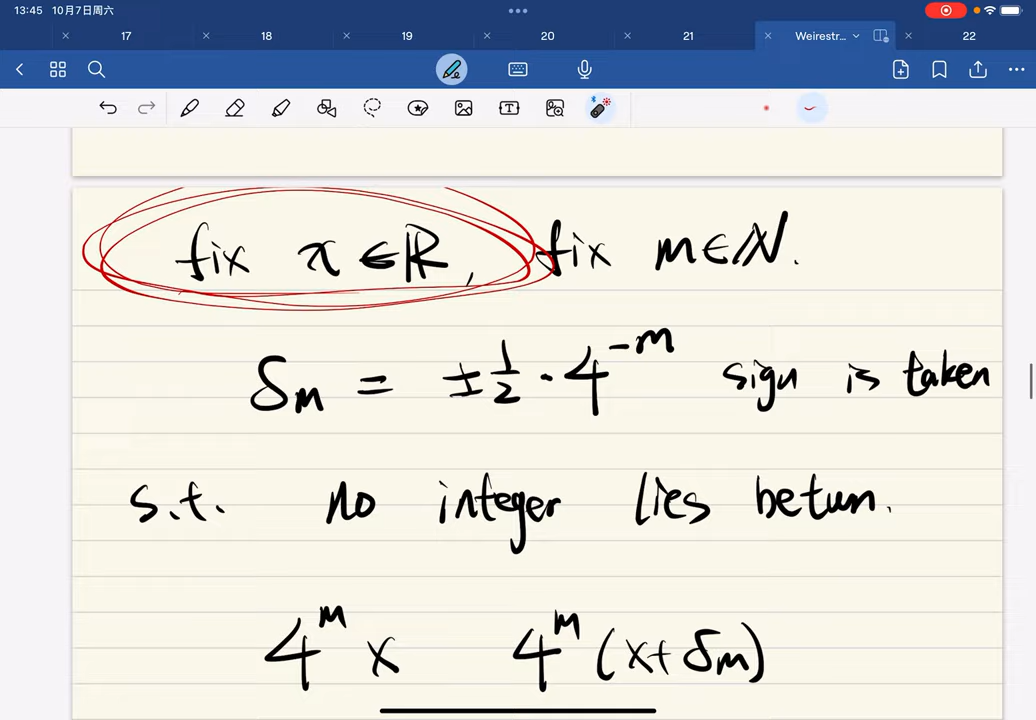 13:45 10月7日周六
17 18 19 20 21 Weirestr... 22
fix x∈ℝ, fix m∈ℕ.
δm = ±1/2 · 4^-m sign is taken
s.t. no integer lies betwn.
4^m x 4^m (x+δm)